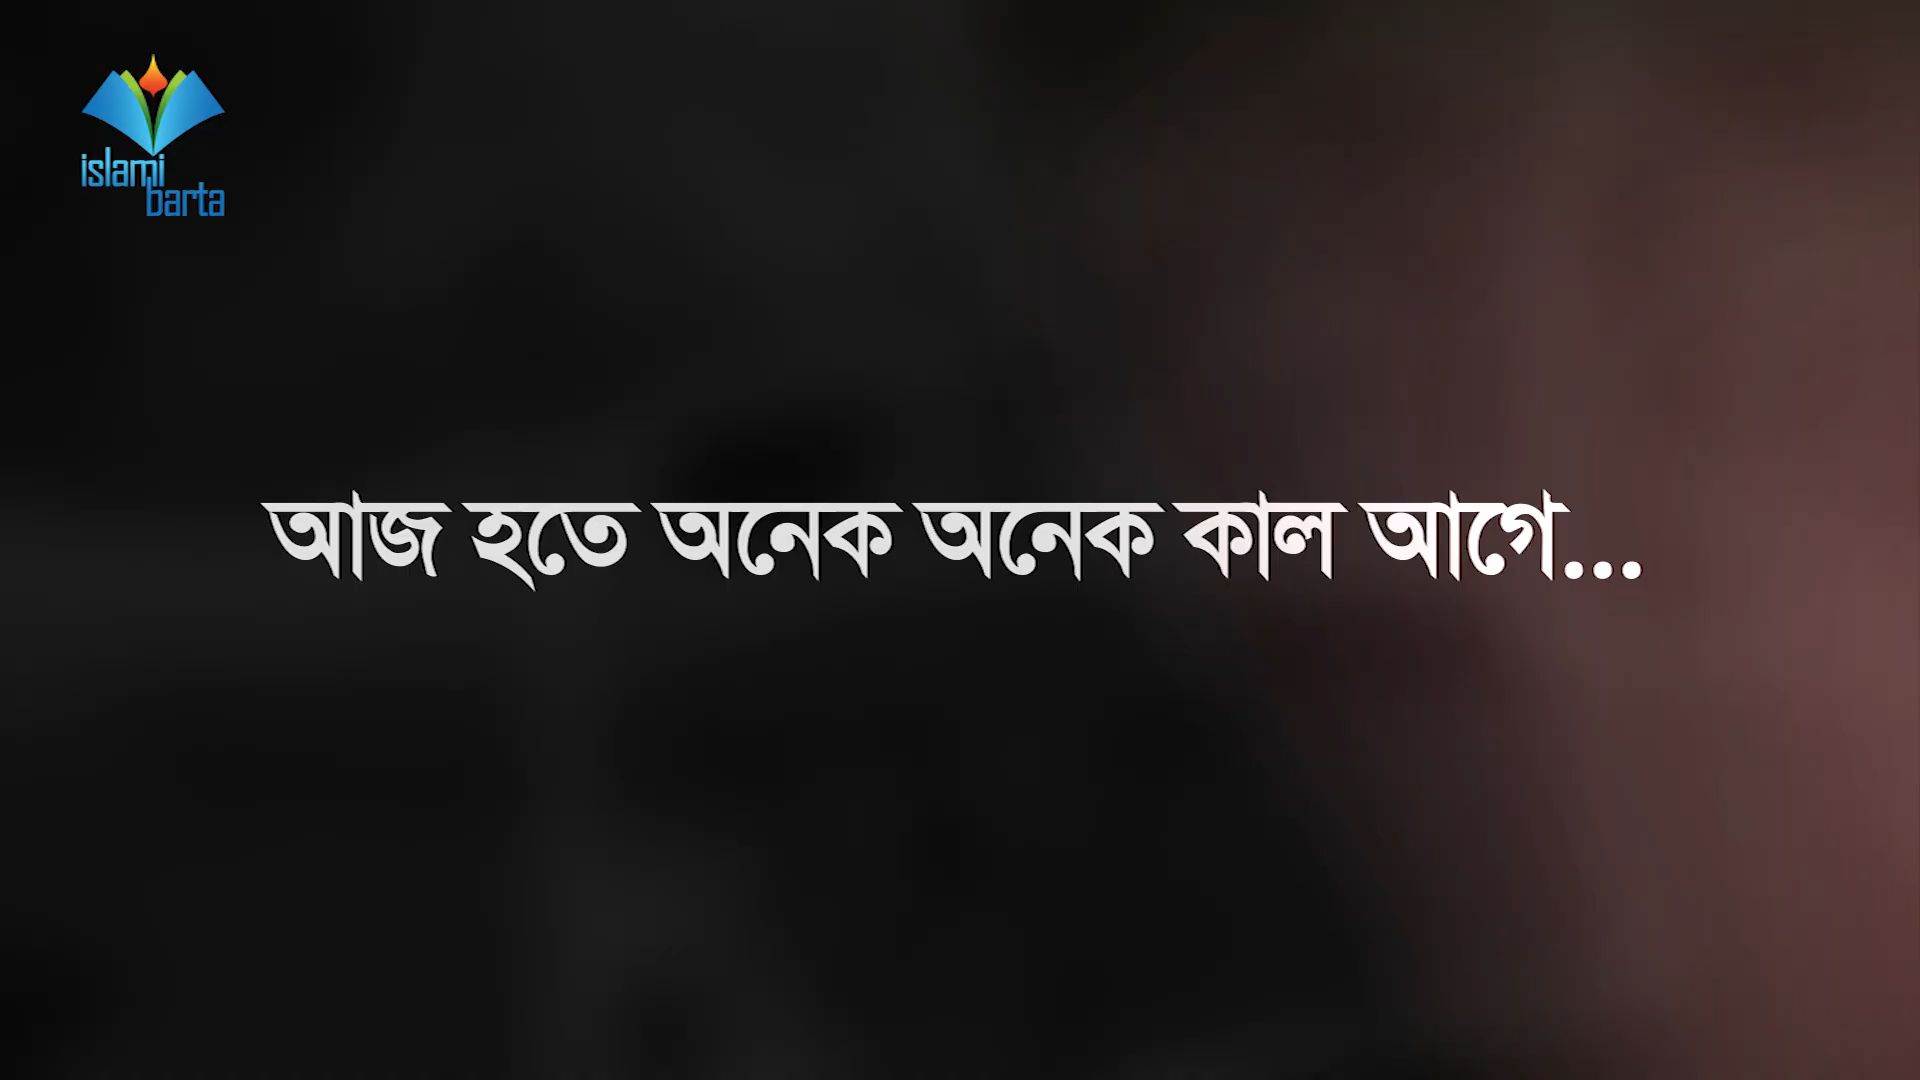 islami
barta
আজ হতে অনেক অনেক কাল আগে...